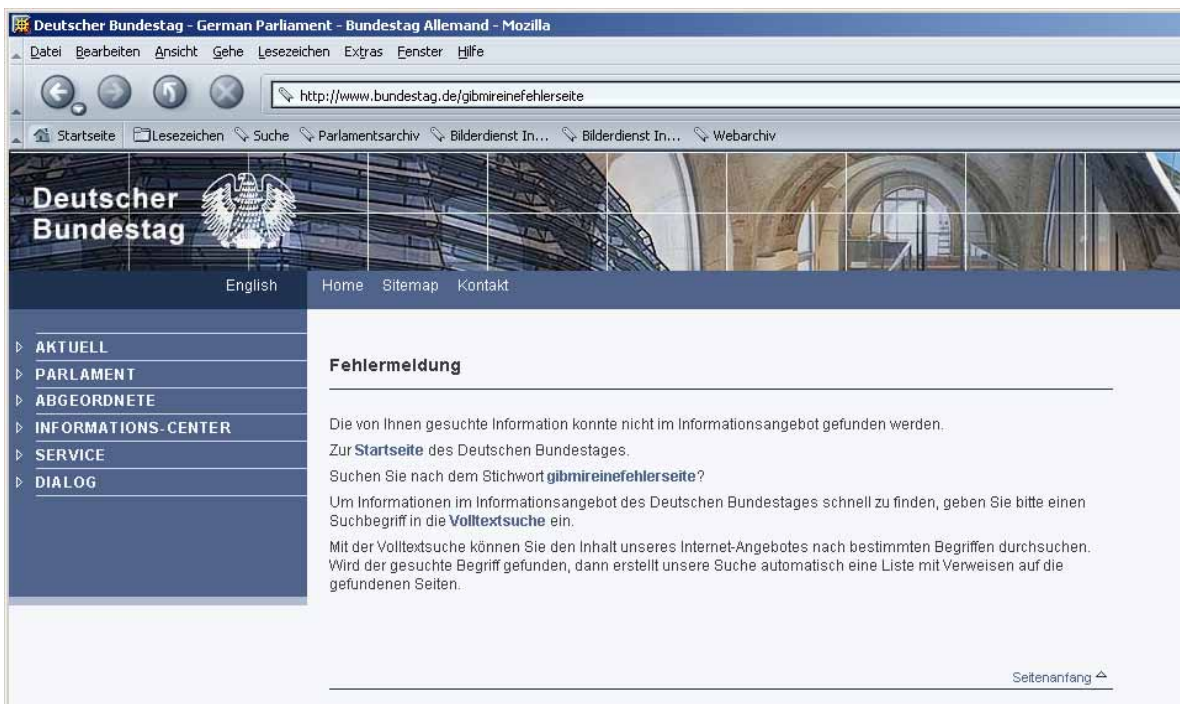 Deutscher Bundestag - German Parliament - Bundestag Allemand - Mozilla
Datei Bearbeiten Ansicht Gehe Lesezeichen Extras Fenster Hilfe
http://www.bundestag.de/gibmireinefehlerseite
Startseite Lesezeichen Suche Parlamentsarchiv Bilderdienst In... Bilderdienst In... Webarchiv
Deutscher
Bundestag
English Home Sitemap Kontakt
AKTUELL
PARLAMENT
ABGEORDNETE
INFORMATIONS-CENTER
SERVICE
DIALOG
Fehlermeldung
Die von Ihnen gesuchte Information konnte nicht im Informationsangebot gefunden werden.
Zur Startseite des Deutschen Bundestages.
Suchen Sie nach dem Stichwort gibmireinefehlerseite?
Um Informationen im Informationsangebot des Deutschen Bundestages schnell zu finden, geben Sie bitte einen
Suchbegriff in die Volltextsuche ein.
Mit der Volltextsuche können Sie den Inhalt unseres Internet-Angebotes nach bestimmten Begriffen durchsuchen.
Wird der gesuchte Begriff gefunden, dann erstellt unsere Suche automatisch eine Liste mit Verweisen auf die
gefundenen Seiten.
Seitenanfang